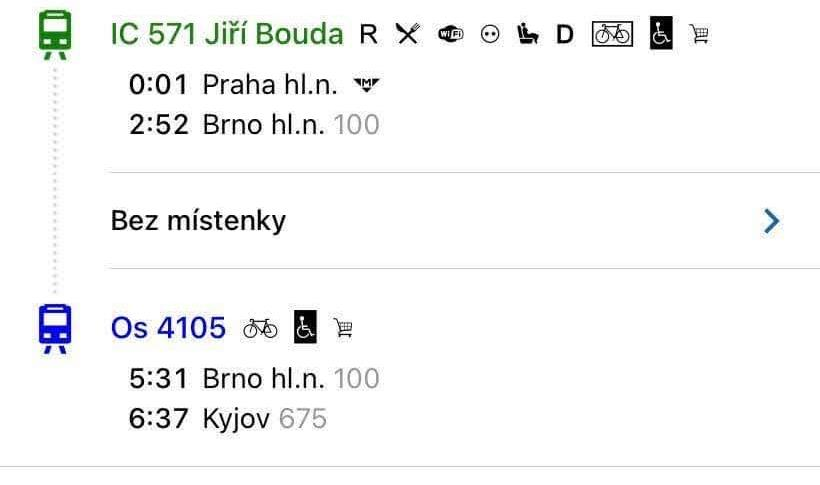 IC 571 Jiří Bouda R WiFi D
0:01 Praha hl.n. M
2:52 Brno hl.n. 100
Bez místenky
Os 4105
5:31 Brno hl.n. 100
6:37 Kyjov 675